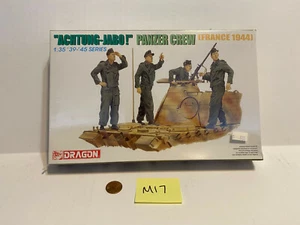 "ACHTUNG-JABO!" PANZER CREW (FRANCE 1944)
1:35 '39-'45 SERIES
DRAGON
M17